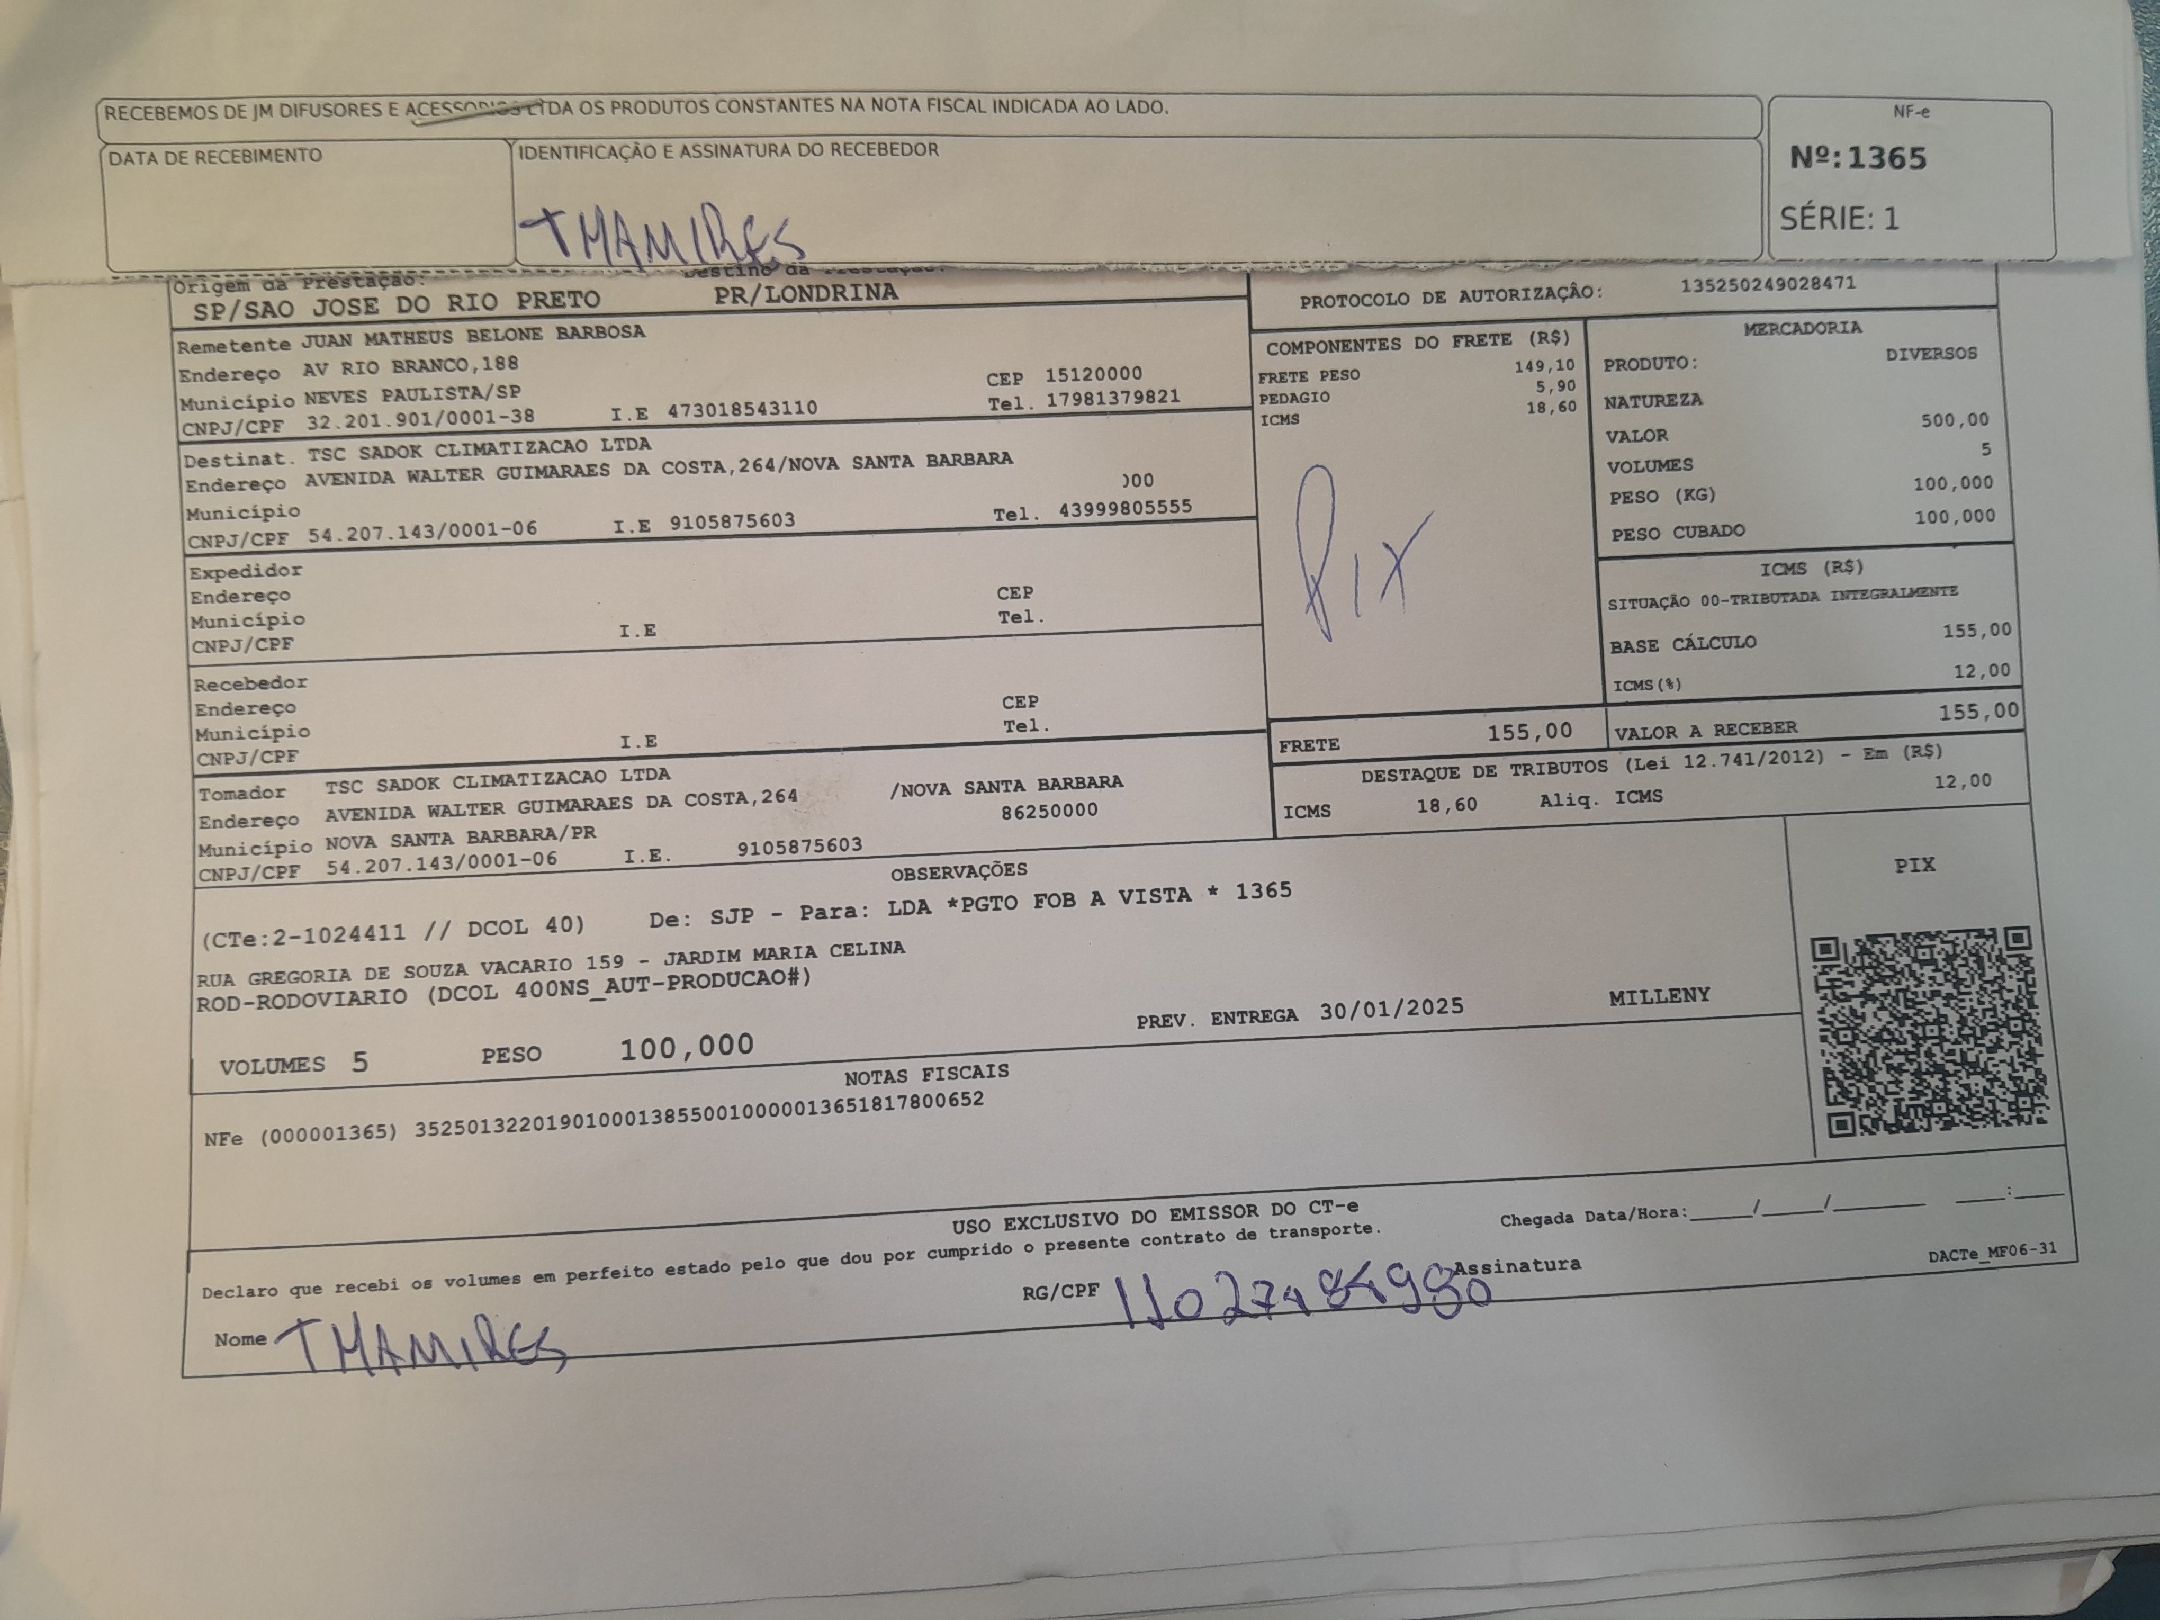 RECEBEMOS DE JM DIFUSORES E ACESSORIOS LTDA OS PRODUTOS CONSTANTES NA NOTA FISCAL INDICADA AO LADO.
DATA DE RECEBIMENTO
IDENTIFICAÇÃO E ASSINATURA DO RECEBEDOR
THAMIRES
NF-e
Nº: 1365
SÉRIE: 1
Origem da Prestação: Destino da Prestação:
SP/SAO JOSE DO RIO PRETO PR/LONDRINA
PROTOCOLO DE AUTORIZAÇÃO: 135250249028471
Remetente JUAN MATHEUS BELONE BARBOSA
Endereço AV RIO BRANCO,188
Município NEVES PAULISTA/SP CEP 15120000
CNPJ/CPF 32.201.901/0001-38 I.E 473018543110 Tel. 17981379821
Destinat. TSC SADOK CLIMATIZACAO LTDA
Endereço AVENIDA WALTER GUIMARAES DA COSTA,264/NOVA SANTA BARBARA
Município 000
CNPJ/CPF 54.207.143/0001-06 I.E 9105875603 Tel. 43999805555
Expedidor
Endereço CEP
Município Tel.
CNPJ/CPF I.E
Recebedor
Endereço CEP
Município Tel.
CNPJ/CPF I.E
Tomador TSC SADOK CLIMATIZACAO LTDA
Endereço AVENIDA WALTER GUIMARAES DA COSTA,264 /NOVA SANTA BARBARA
Município NOVA SANTA BARBARA/PR 86250000
CNPJ/CPF 54.207.143/0001-06 I.E. 9105875603
COMPONENTES DO FRETE (R$)
FRETE PESO 149,10
PEDAGIO 5,90
ICMS 18,60
PIX
MERCADORIA
PRODUTO: DIVERSOS
NATUREZA
VALOR 500,00
VOLUMES 5
PESO (KG) 100,000
PESO CUBADO 100,000
ICMS (R$)
SITUAÇÃO 00-TRIBUTADA INTEGRALMENTE
BASE CÁLCULO 155,00
ICMS(%) 12,00
FRETE 155,00 VALOR A RECEBER 155,00
DESTAQUE DE TRIBUTOS (Lei 12.741/2012) - Em (R$)
ICMS 18,60 Aliq. ICMS 12,00
OBSERVAÇÕES
(CTe:2-1024411 // DCOL 40) De: SJP - Para: LDA *PGTO FOB A VISTA * 1365
RUA GREGORIA DE SOUZA VACARIO 159 - JARDIM MARIA CELINA
ROD-RODOVIARIO (DCOL 400NS_AUT-PRODUCAO#)
PREV. ENTREGA 30/01/2025 MILLENY
VOLUMES 5 PESO 100,000
PIX
NOTAS FISCAIS
NFe (000001365) 35250132201901000138550010000013651817800652
USO EXCLUSIVO DO EMISSOR DO CT-e
Declaro que recebi os volumes em perfeito estado pelo que dou por cumprido o presente contrato de transporte.
Chegada Data/Hora:_____/_____/_______ ____:____
Nome THAMIRES RG/CPF Assinatura
DACTe_MF06-31